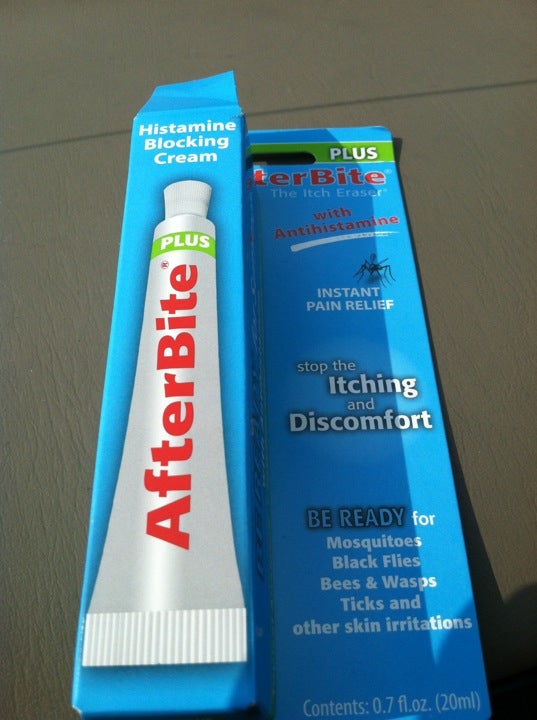 Histamine
Blocking
Cream
PLUS
AfterBite®
PLUS
terBite®
The Itch Eraser®
with
Antihistamine
INSTANT
PAIN RELIEF
stop the
Itching
and
Discomfort
BE READY for
Mosquitoes
Black Flies
Bees & Wasps
Ticks and
other skin irritations
Contents: 0.7 fl.oz. (20ml)